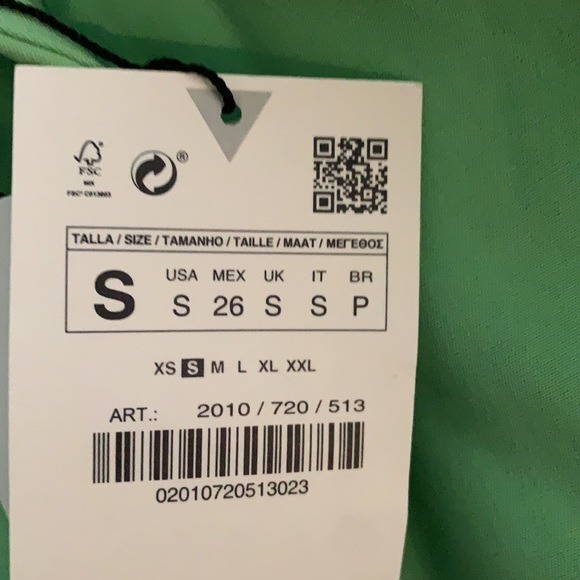 FSC
MIX
®
TALLA / SIZE / TAMANHO / TAILLE / MAAT / ΜΕΓΕΘΟΣ
S
USA MEX UK IT BR
S 26 S S P
XS S M L XL XXL
ART.: 2010 / 720 / 513
02010720513023